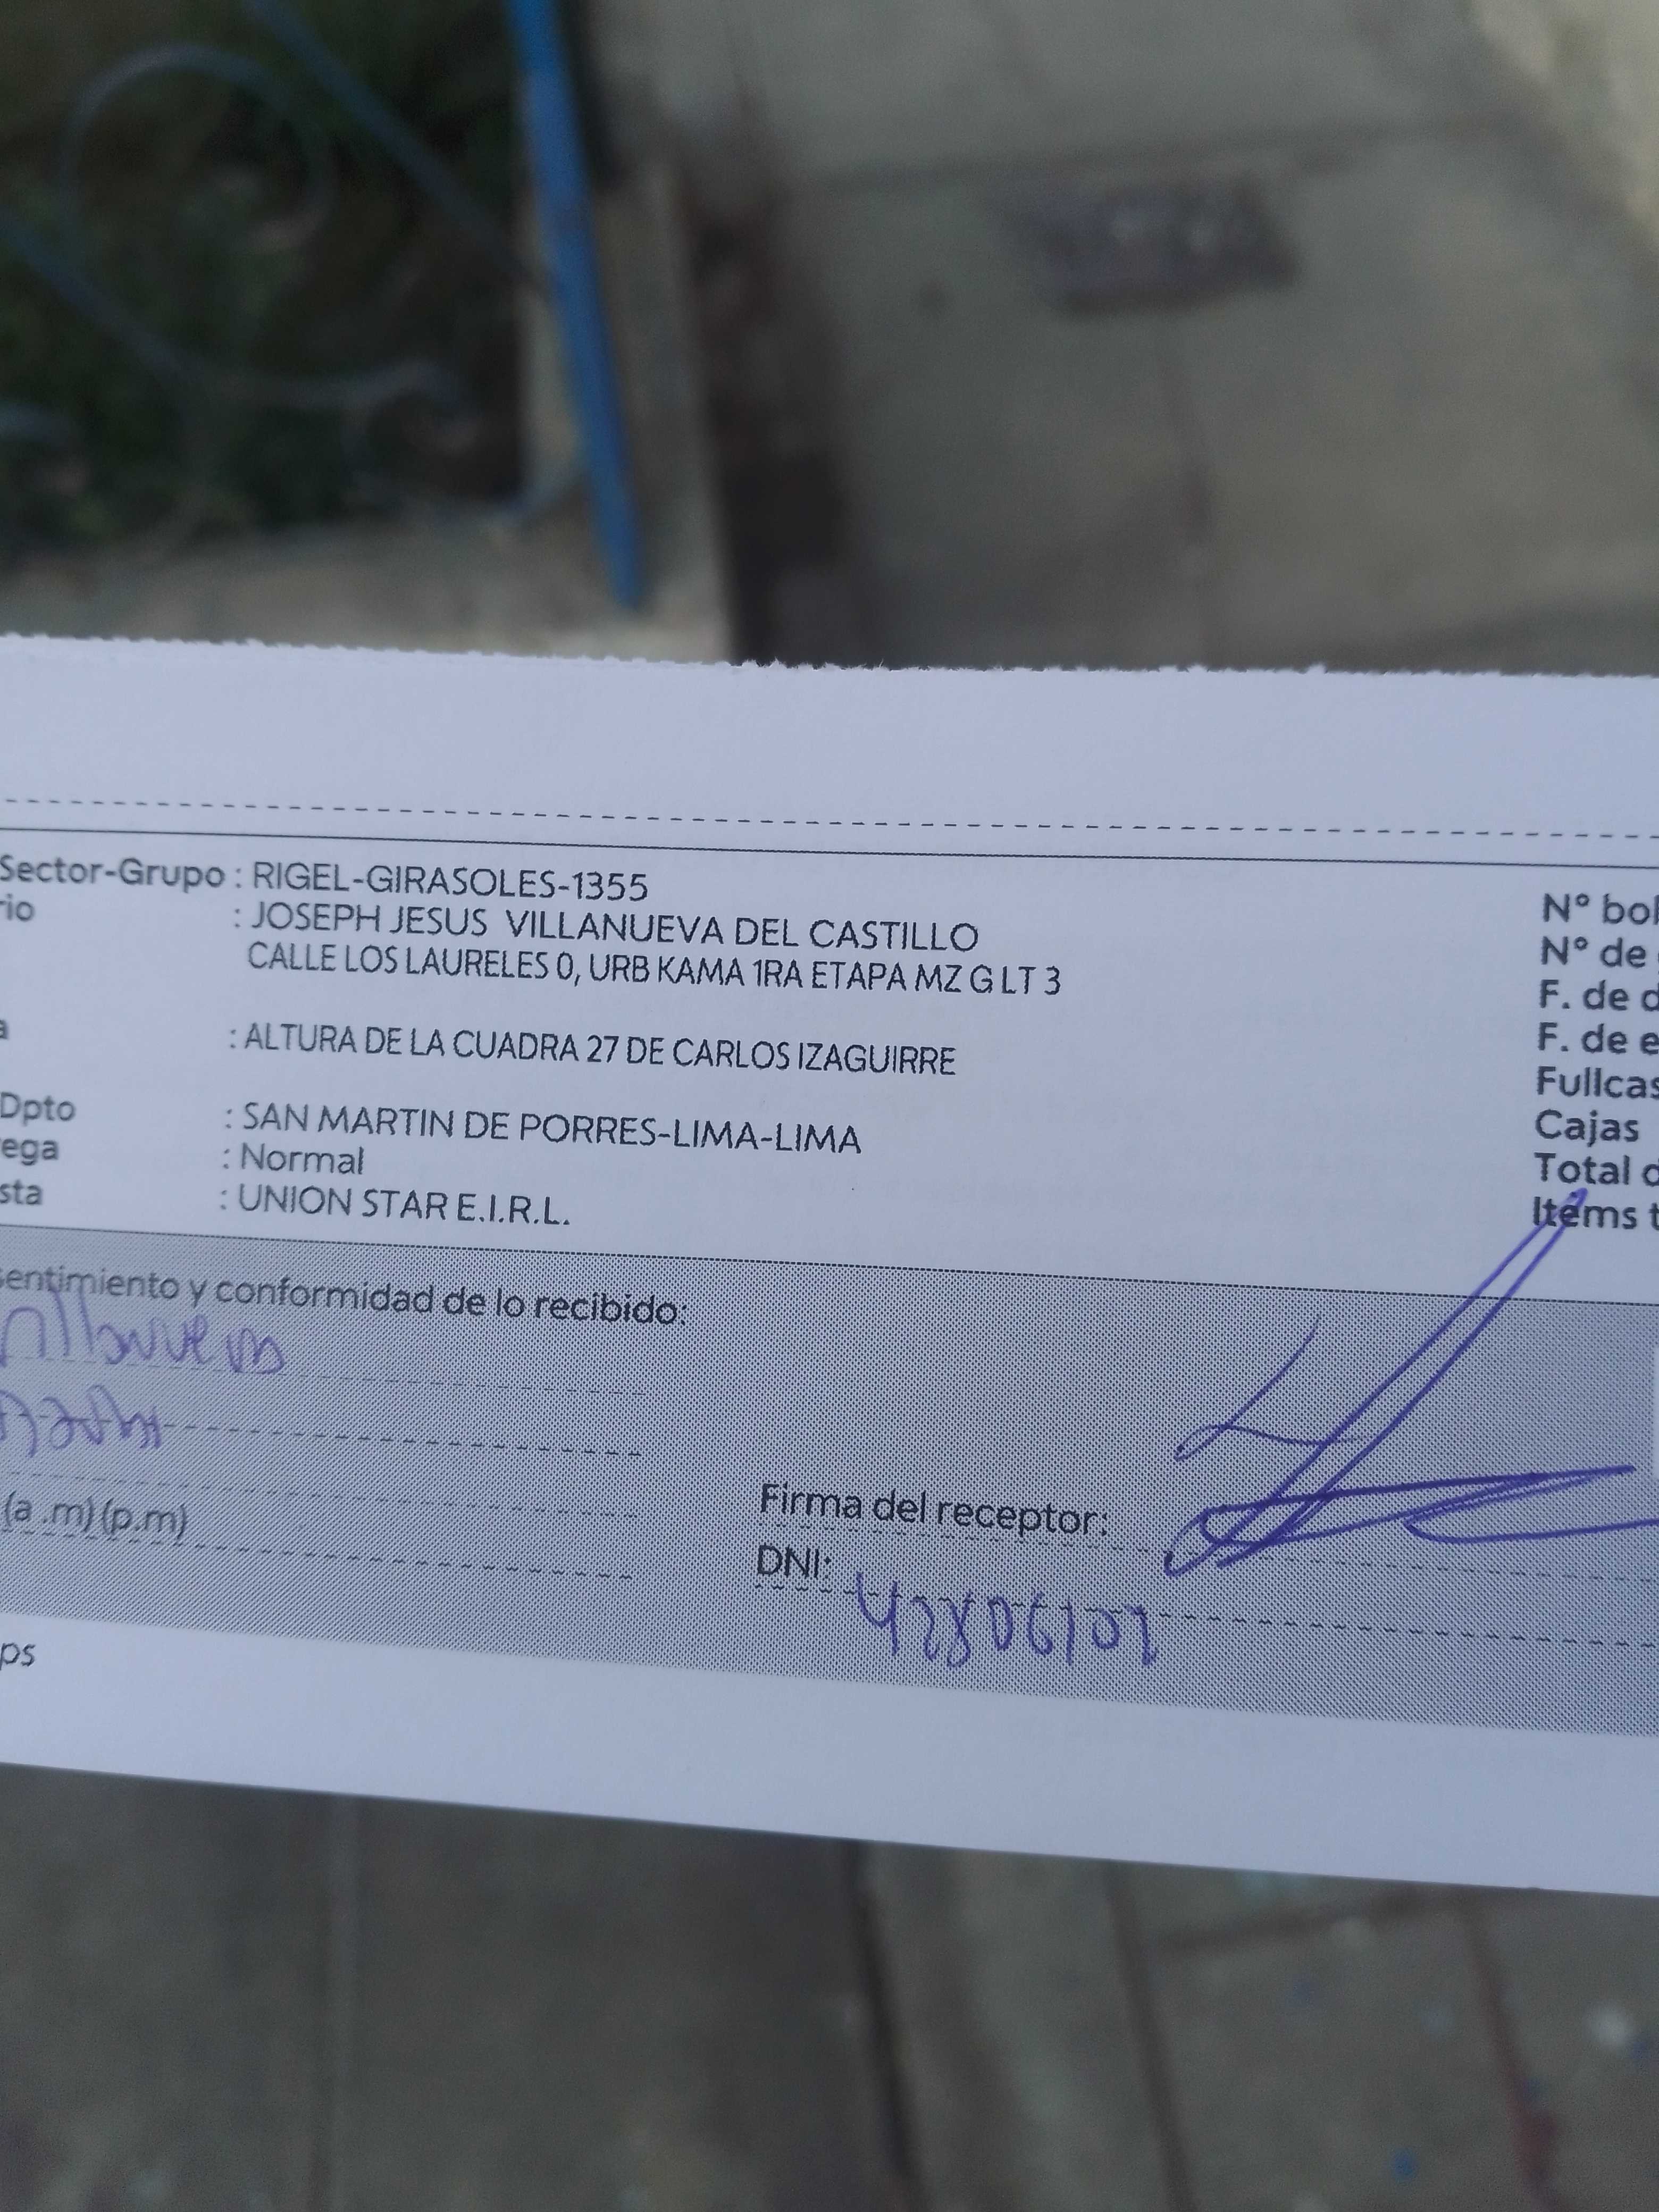 Sector-Grupo : RIGEL-GIRASOLES-1355
rio : JOSEPH JESUS VILLANUEVA DEL CASTILLO
CALLE LOS LAURELES 0, URB KAMA 1RA ETAPA MZ G LT 3
a : ALTURA DE LA CUADRA 27 DE CARLOS IZAGUIRRE
Dpto : SAN MARTIN DE PORRES-LIMA-LIMA
ega : Normal
sta : UNION STAR E.I.R.L.
N° bol
N° de
F. de d
F. de e
Fullcas
Cajas
Total d
Items t
sentimiento y conformidad de lo recibido:
(a .m) (p.m)
Firma del receptor:
DNI:
ps